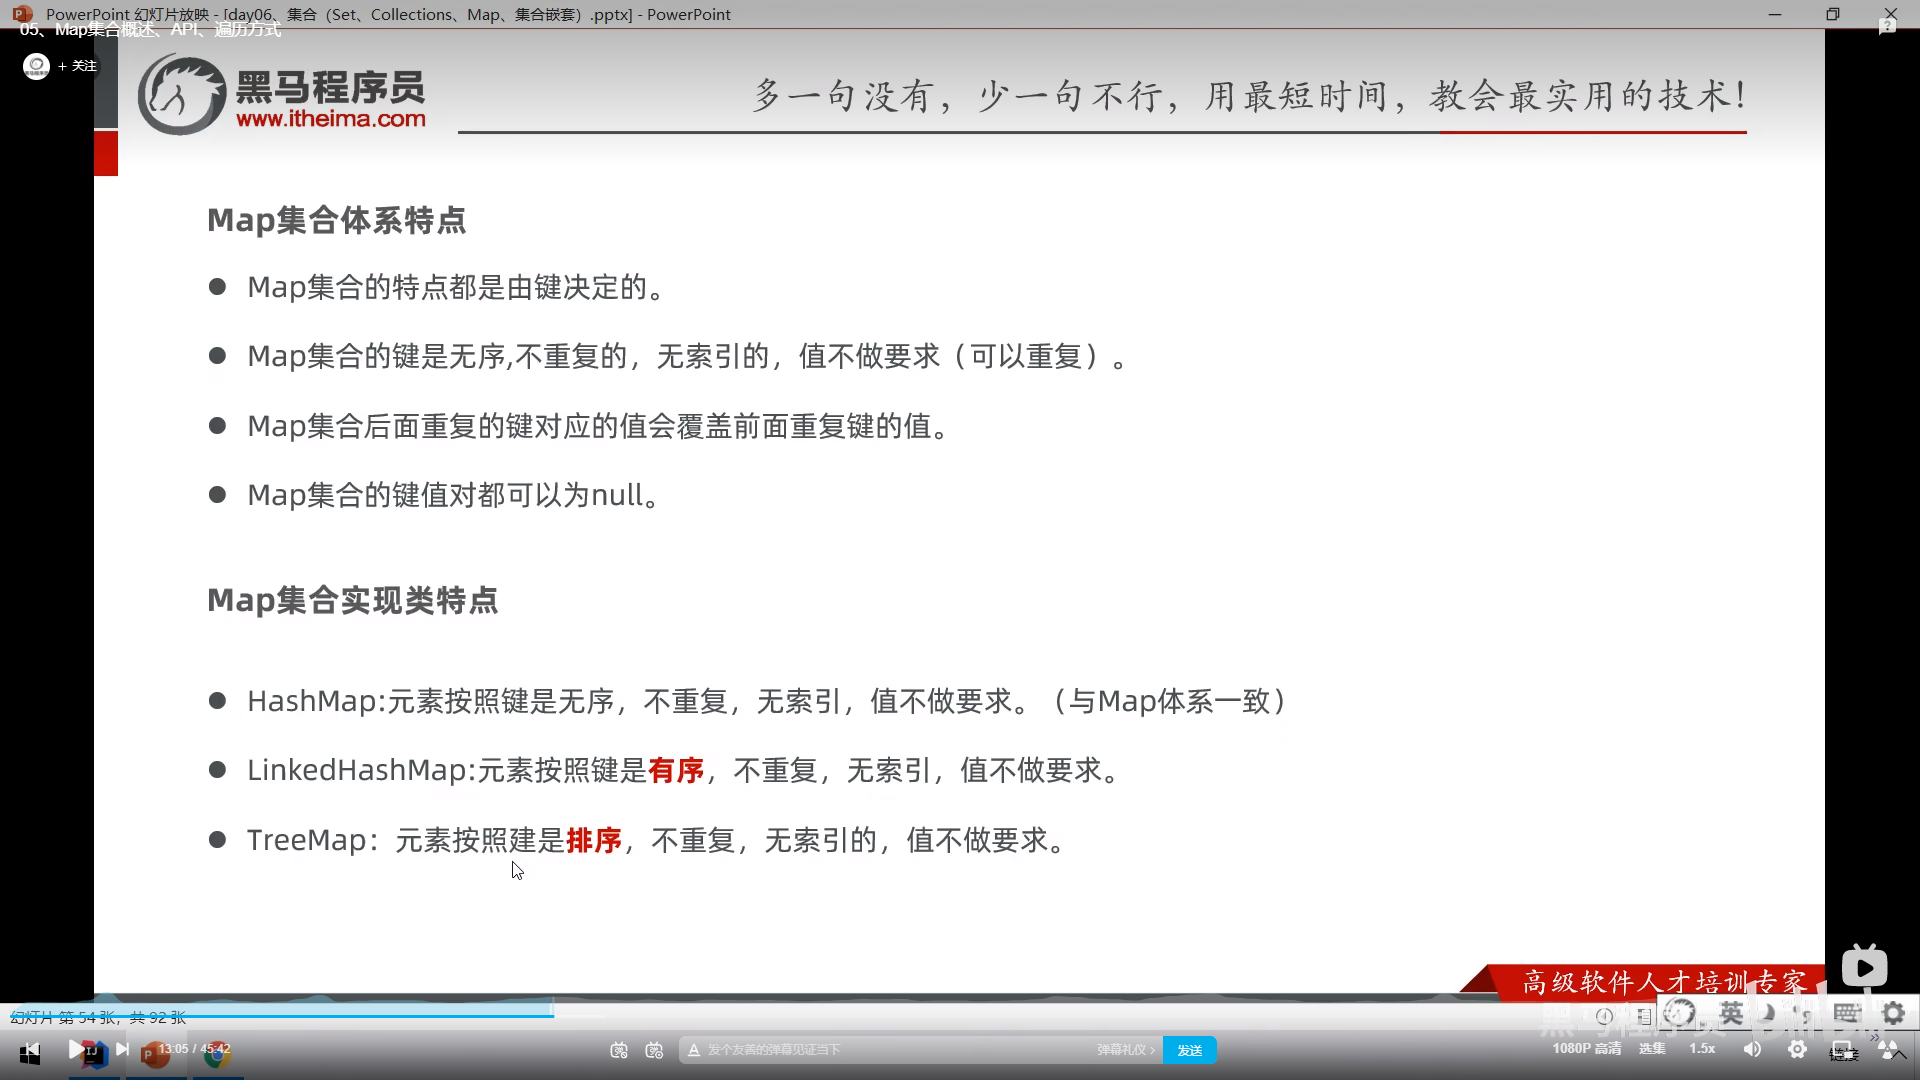 PowerPoint 幻灯片放映 - [day06、集合（Set、Collections、Map、集合嵌套）.pptx] - PowerPoint
05、Map集合概述、API、遍历方式
+ 关注
黑马程序员
www.itheima.com
多一句没有，少一句不行，用最短时间，教会最实用的技术！
Map集合体系特点
Map集合的特点都是由键决定的。
Map集合的键是无序,不重复的，无索引的，值不做要求（可以重复）。
Map集合后面重复的键对应的值会覆盖前面重复键的值。
Map集合的键值对都可以为null。
Map集合实现类特点
HashMap:元素按照键是无序，不重复，无索引，值不做要求。（与Map体系一致）
LinkedHashMap:元素按照键是有序，不重复，无索引，值不做要求。
TreeMap：元素按照建是排序，不重复，无索引的，值不做要求。
高级软件人才培训专家
幻灯片 第 54 张，共 92 张
英
13:05 / 45:42
发个友善的弹幕见证当下
弹幕礼仪 >
发送
1080P 高清
选集
1.5x
链接